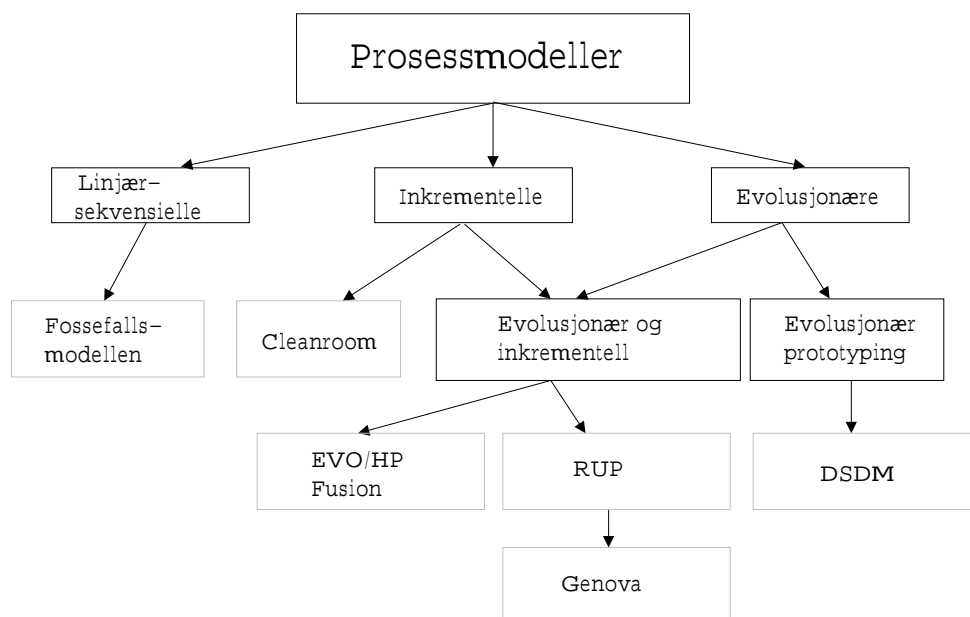 Prosessmodeller
Linjær-
sekvensielle
Inkrementelle
Evolusjonære
Fossefalls-
modellen
Cleanroom
Evolusjonær og
inkrementell
Evolusjonær
prototyping
EVO/HP
Fusion
RUP
DSDM
Genova